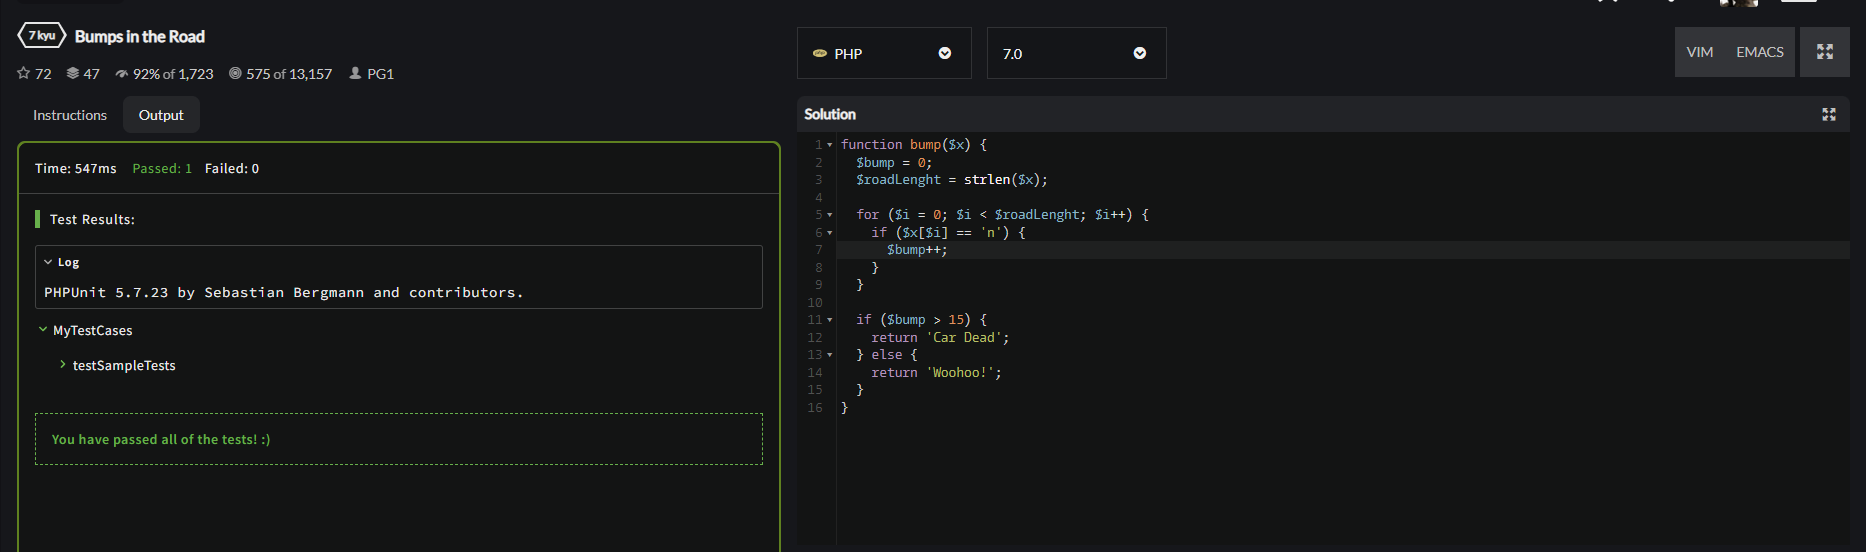 7 kyu Bumps in the Road
72 47 92% of 1,723 575 of 13,157 PG1
Instructions Output
Time: 547ms Passed: 1 Failed: 0
Test Results:
Log
PHPUnit 5.7.23 by Sebastian Bergmann and contributors.
MyTestCases
testSampleTests
You have passed all of the tests! :)
php PHP 7.0 VIM EMACS
Solution
1 function bump($x) {
2 $bump = 0;
3 $roadLenght = strlen($x);
4
5 for ($i = 0; $i < $roadLenght; $i++) {
6 if ($x[$i] == 'n') {
7 $bump++;
8 }
9 }
10
11 if ($bump > 15) {
12 return 'Car Dead';
13 } else {
14 return 'Woohoo!';
15 }
16 }